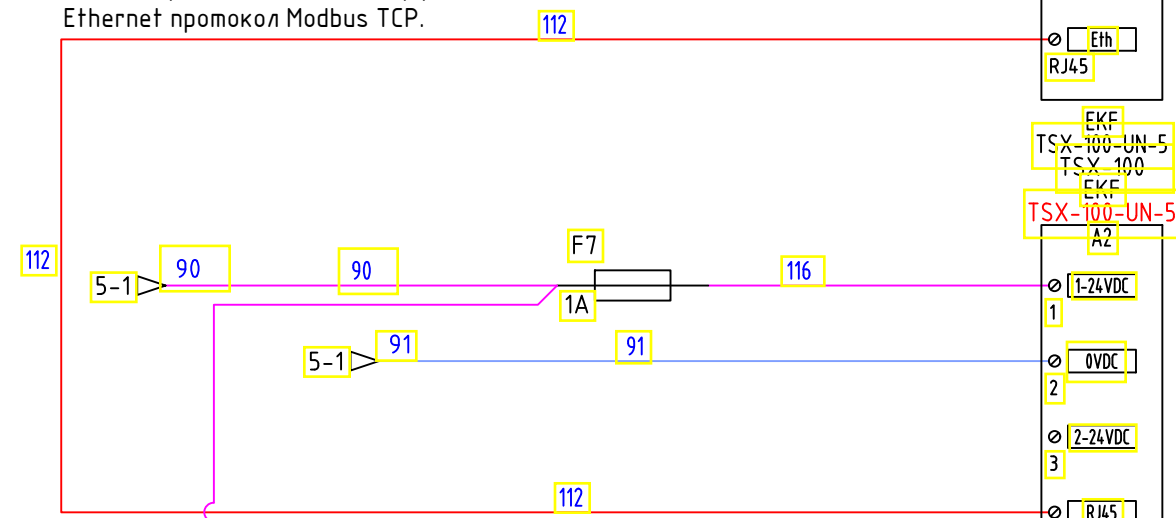 Ethernet протокол Modbus TCP.
112
Eth
RJ45
EKF
TSX-100-UN-5
TSX-100
EKF
TSX-100-UN-5
A2
112
5-1
90
90
F7
1A
116
1-24VDC
1
5-1
91
91
0VDC
2
2-24VDC
3
112
RJ45